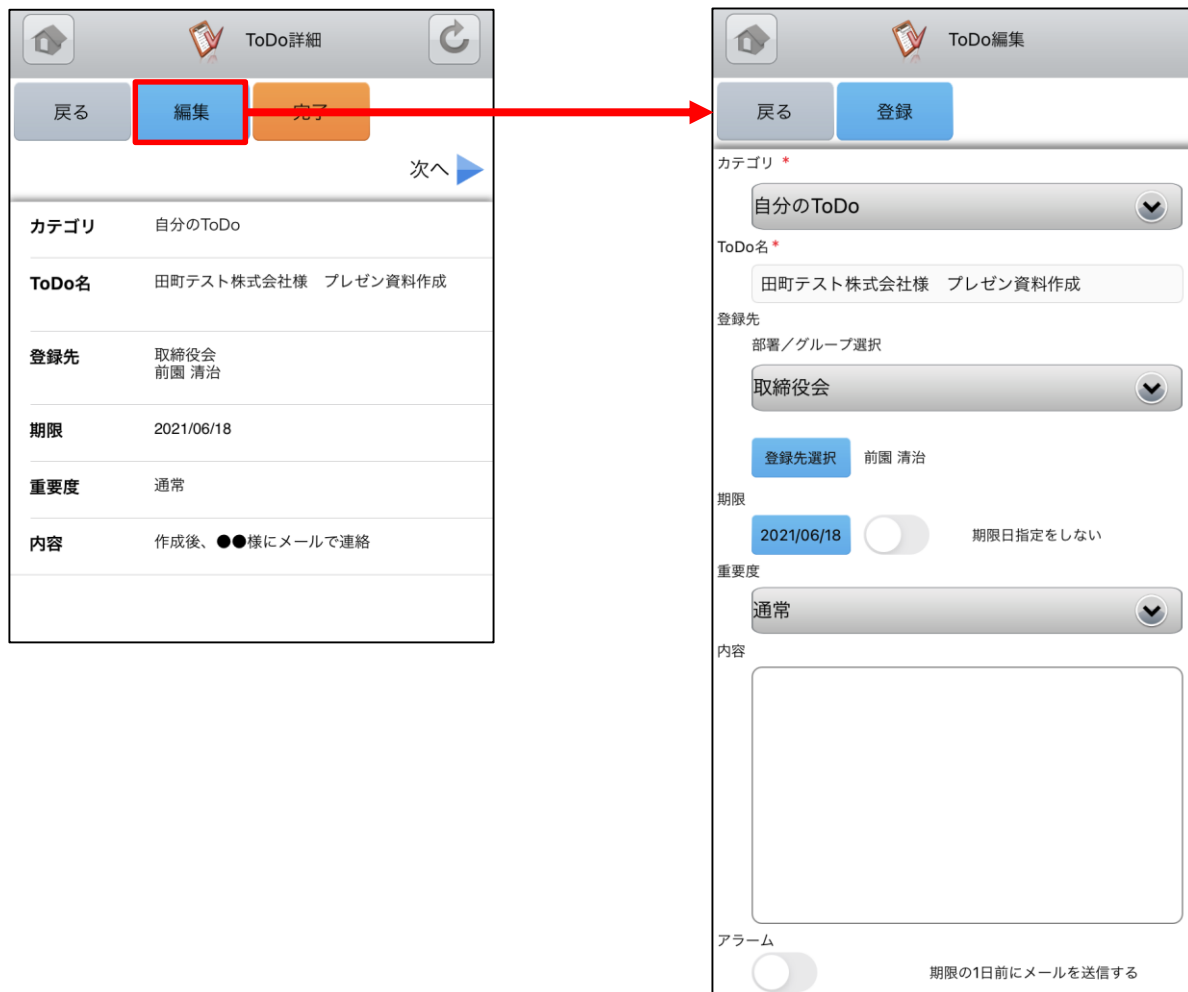 ToDo詳細
戻る 編集 完了
次へ
カテゴリ 自分のToDo
ToDo名 田町テスト株式会社様　プレゼン資料作成
登録先 取締役会
前園 清治
期限 2021/06/18
重要度 通常
内容 作成後、●●様にメールで連絡
ToDo編集
戻る 登録
カテゴリ *
自分のToDo
ToDo名*
田町テスト株式会社様　プレゼン資料作成
登録先
部署／グループ選択
取締役会
登録先選択 前園 清治
期限
2021/06/18 期限日指定をしない
重要度
通常
内容
アラーム
期限の1日前にメールを送信する